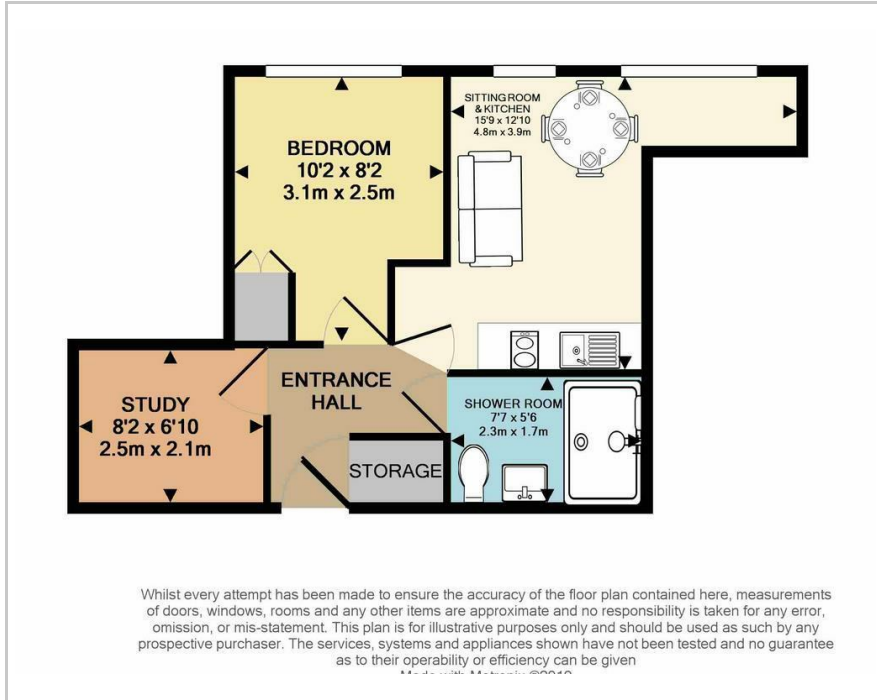 BEDROOM
10'2 x 8'2
3.1m x 2.5m
SITTING ROOM
& KITCHEN
15'9 x 12'10
4.8m x 3.9m
STUDY
8'2 x 6'10
2.5m x 2.1m
ENTRANCE
HALL
SHOWER ROOM
7'7 x 5'6
2.3m x 1.7m
STORAGE
Whilst every attempt has been made to ensure the accuracy of the floor plan contained here, measurements
of doors, windows, rooms and any other items are approximate and no responsibility is taken for any error,
omission, or mis-statement. This plan is for illustrative purposes only and should be used as such by any
prospective purchaser. The services, systems and appliances shown have not been tested and no guarantee
as to their operability or efficiency can be given
Made with Metropix ©2019